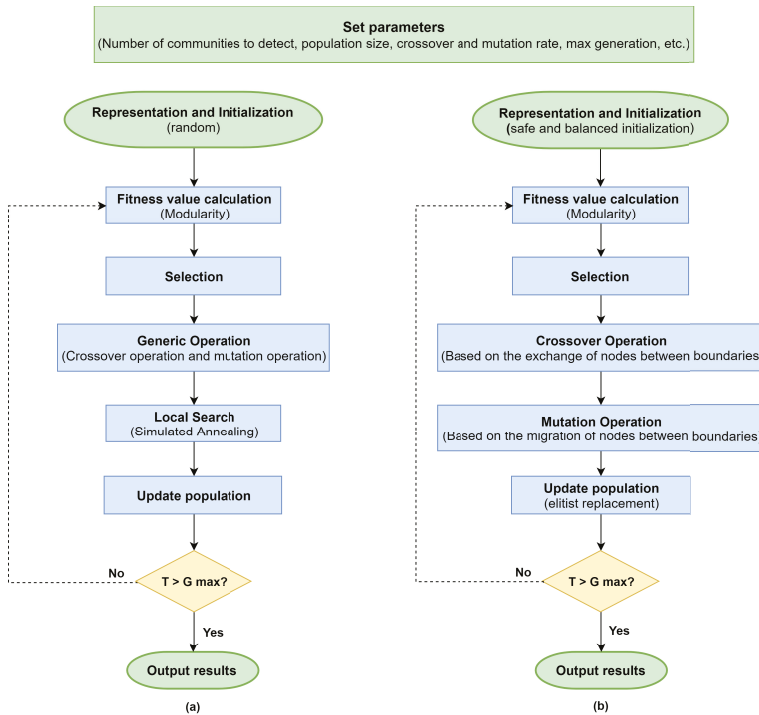 Set parameters
(Number of communities to detect, population size, crossover and mutation rate, max generation, etc.)
Representation and Initialization
(random)
Fitness value calculation
(Modularity)
Selection
Generic Operation
(Crossover operation and mutation operation)
Local Search
(Simulated Annealing)
Update population
T > G max?
No
Yes
Output results
(a)
Representation and Initialization
(safe and balanced initialization)
Fitness value calculation
(Modularity)
Selection
Crossover Operation
(Based on the exchange of nodes between boundaries
Mutation Operation
(Based on the migration of nodes between boundaries
Update population
(elitist replacement)
T > G max?
No
Yes
Output results
(b)